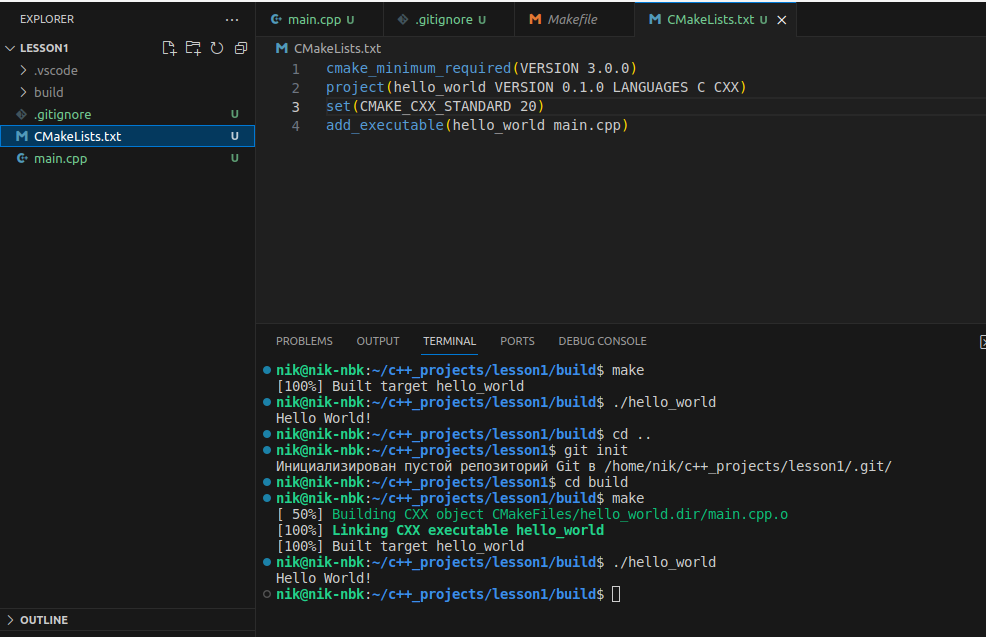 EXPLORER ...
LESSON1
.vscode
build
.gitignore U
CMakeLists.txt U
main.cpp U
OUTLINE
main.cpp U .gitignore U Makefile CMakeLists.txt U
CMakeLists.txt
1 cmake_minimum_required(VERSION 3.0.0)
2 project(hello_world VERSION 0.1.0 LANGUAGES C CXX)
3 set(CMAKE_CXX_STANDARD 20)
4 add_executable(hello_world main.cpp)
PROBLEMS OUTPUT TERMINAL PORTS DEBUG CONSOLE
nik@nik-nbk:~/c++_projects/lesson1/build$ make
[100%] Built target hello_world
nik@nik-nbk:~/c++_projects/lesson1/build$ ./hello_world
Hello World!
nik@nik-nbk:~/c++_projects/lesson1/build$ cd ..
nik@nik-nbk:~/c++_projects/lesson1$ git init
Инициализирован пустой репозиторий Git в /home/nik/c++_projects/lesson1/.git/
nik@nik-nbk:~/c++_projects/lesson1$ cd build
nik@nik-nbk:~/c++_projects/lesson1/build$ make
[ 50%] Building CXX object CMakeFiles/hello_world.dir/main.cpp.o
[100%] Linking CXX executable hello_world
[100%] Built target hello_world
nik@nik-nbk:~/c++_projects/lesson1/build$ ./hello_world
Hello World!
nik@nik-nbk:~/c++_projects/lesson1/build$